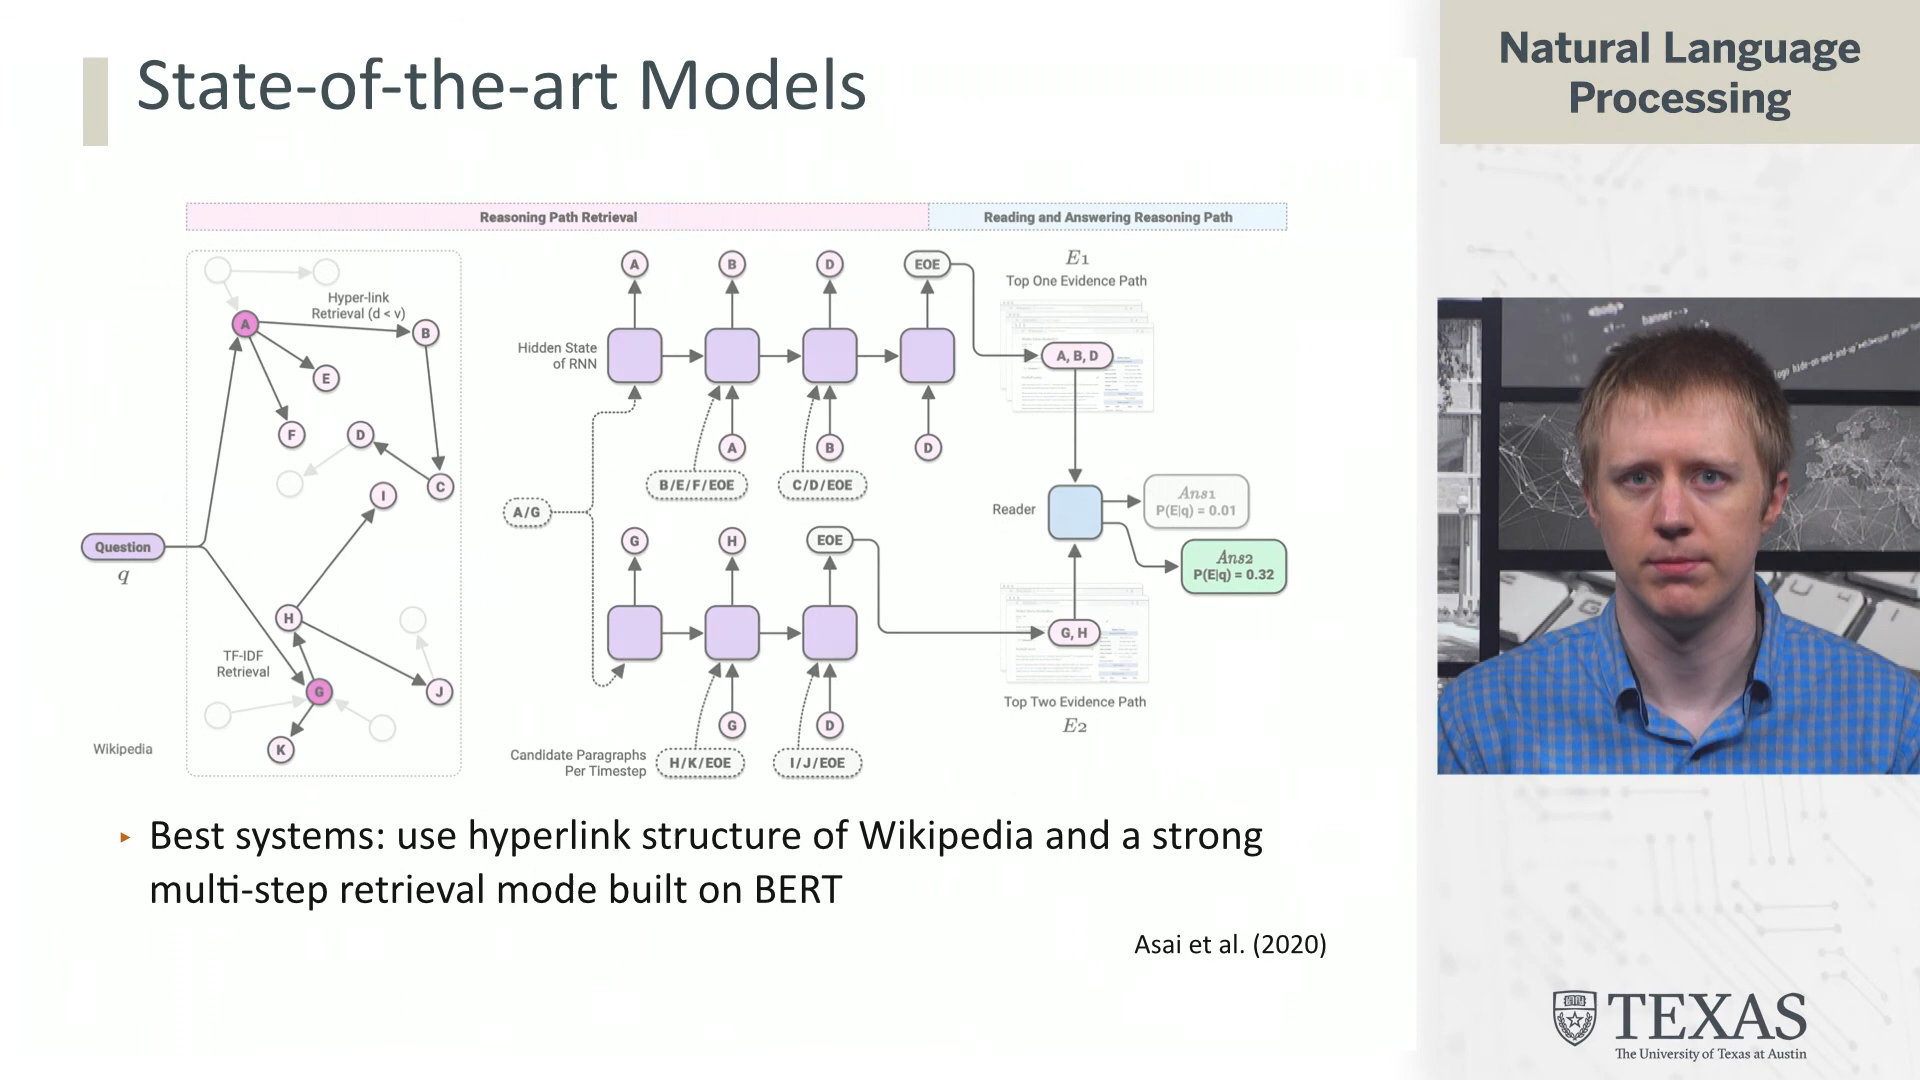 State-of-the-art Models
Natural Language
Processing
Reasoning Path Retrieval
Reading and Answering Reasoning Path
Hyper-link
Retrieval (d < v)
A
B
E
F
D
C
I
H
G
J
K
Question
q
TF-IDF
Retrieval
Wikipedia
A
B
D
EOE
Hidden State
of RNN
A
B
D
B/E/F/EOE
C/D/EOE
A/G
G
H
EOE
G
D
Candidate Paragraphs
Per Timestep
H/K/EOE
I/J/EOE
E1
Top One Evidence Path
A, B, D
Reader
Ans1
P(E|q) = 0.01
Ans2
P(E|q) = 0.32
G, H
Top Two Evidence Path
E2
‣ Best systems: use hyperlink structure of Wikipedia and a strong
multi-step retrieval mode built on BERT
Asai et al. (2020)
<body>
banner-->
TEXAS
The University of Texas at Austin